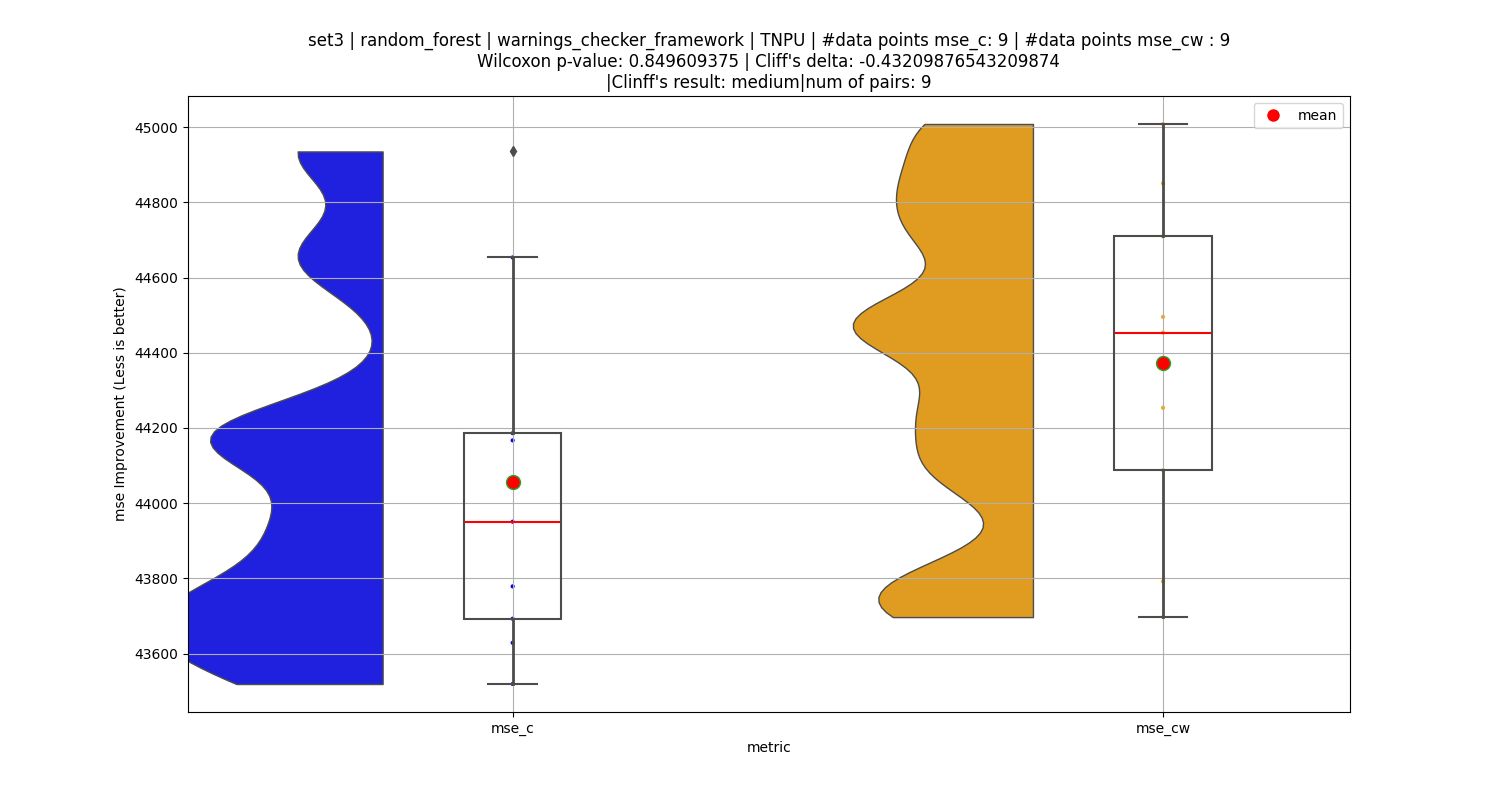 set3 | random_forest | warnings_checker_framework | TNPU | #data points mse_c: 9 | #data points mse_cw : 9
Wilcoxon p-value: 0.849609375 | Cliff's delta: -0.43209876543209874
|Clinff's result: medium|num of pairs: 9
mean
45000
44800
44600
44400
44200
44000
43800
43600
mse Improvement (Less is better)
mse_c
mse_cw
metric